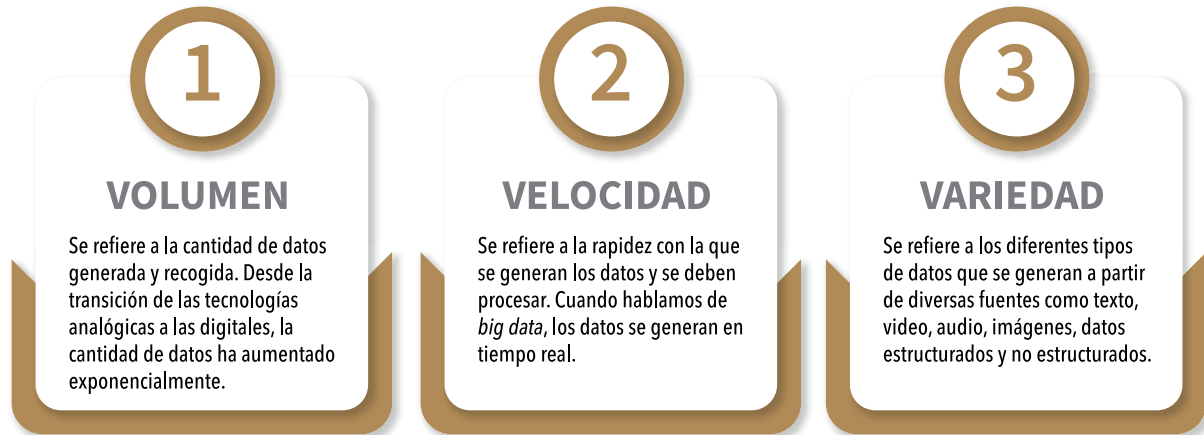 1
VOLUMEN
Se refiere a la cantidad de datos
generada y recogida. Desde la
transición de las tecnologías
analógicas a las digitales, la
cantidad de datos ha aumentado
exponencialmente.
2
VELOCIDAD
Se refiere a la rapidez con la que
se generan los datos y se deben
procesar. Cuando hablamos de
big data, los datos se generan en
tiempo real.
3
VARIEDAD
Se refiere a los diferentes tipos
de datos que se generan a partir
de diversas fuentes como texto,
video, audio, imágenes, datos
estructurados y no estructurados.